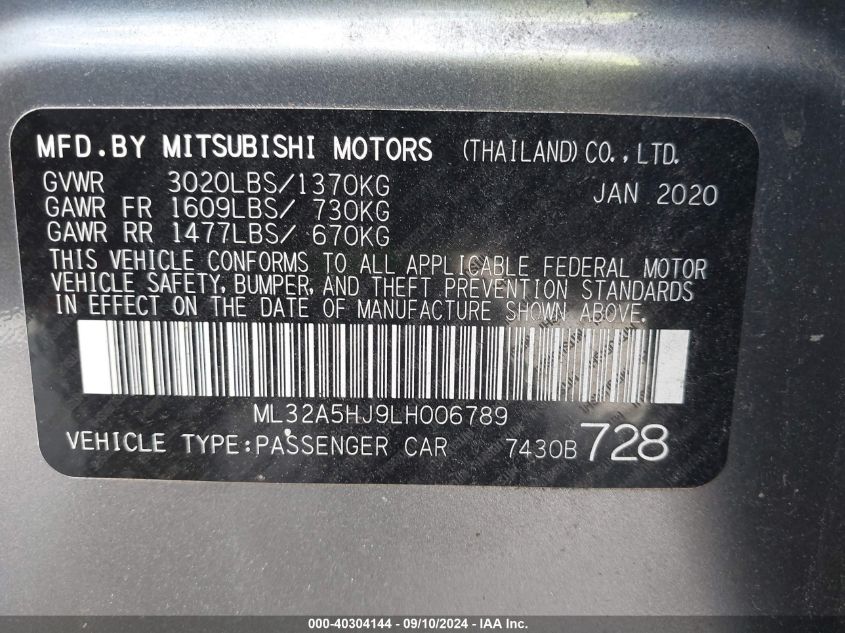 MFD.BY MITSUBISHI MOTORS (THAILAND) CO.,LTD.
GVWR 3020LBS/1370KG JAN 2020
GAWR FR 1609LBS/ 730KG
GAWR RR 1477LBS/ 670KG
THIS VEHICLE CONFORMS TO ALL APPLICABLE FEDERAL MOTOR
VEHICLE SAFETY, BUMPER, AND THEFT PREVENTION STANDARDS
IN EFFECT ON THE DATE OF MANUFACTURE SHOWN ABOVE.
ML32A5HJ9LH006789
VEHICLE TYPE:PASSENGER CAR 7430B 728
000-40304144 - 09/10/2024 - IAA Inc.